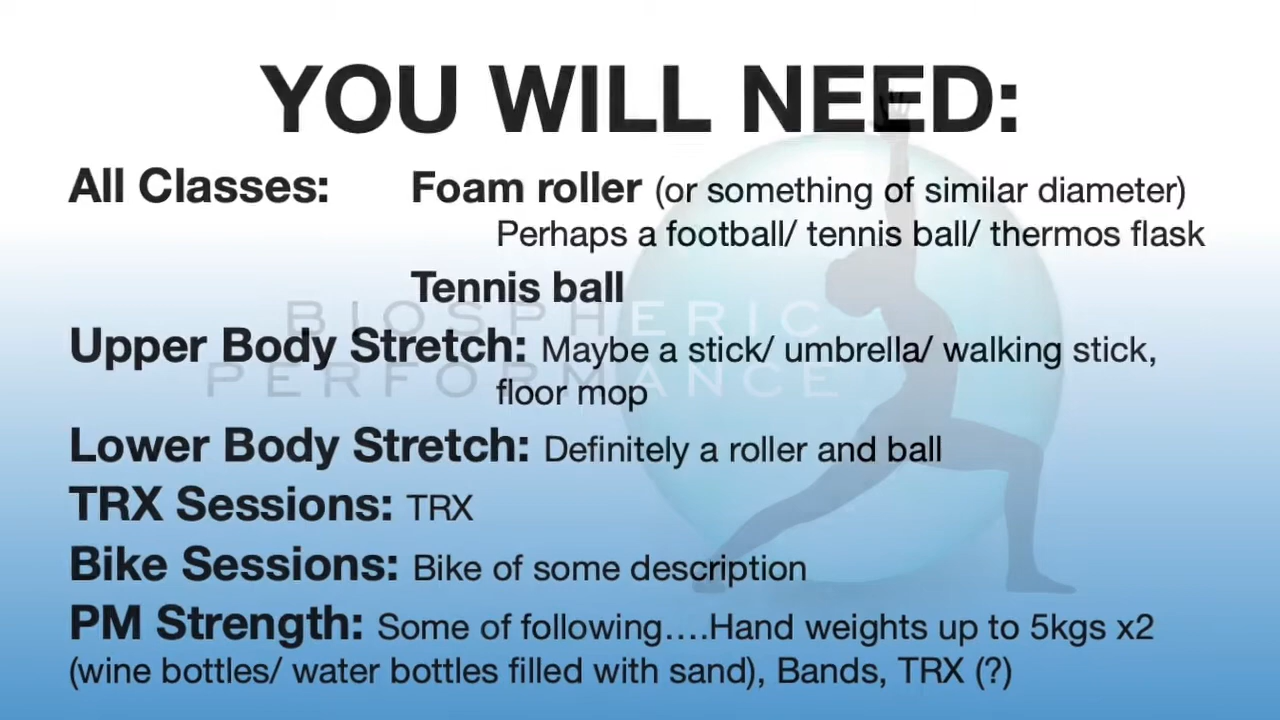 YOU WILL NEED:
All Classes: Foam roller (or something of similar diameter)
Perhaps a football/ tennis ball/ thermos flask
Tennis ball
BIOSPHERIC
Upper Body Stretch: Maybe a stick/ umbrella/ walking stick,
PERFORMANCE
floor mop
Lower Body Stretch: Definitely a roller and ball
TRX Sessions: TRX
Bike Sessions: Bike of some description
PM Strength: Some of following....Hand weights up to 5kgs x2
(wine bottles/ water bottles filled with sand), Bands, TRX (?)